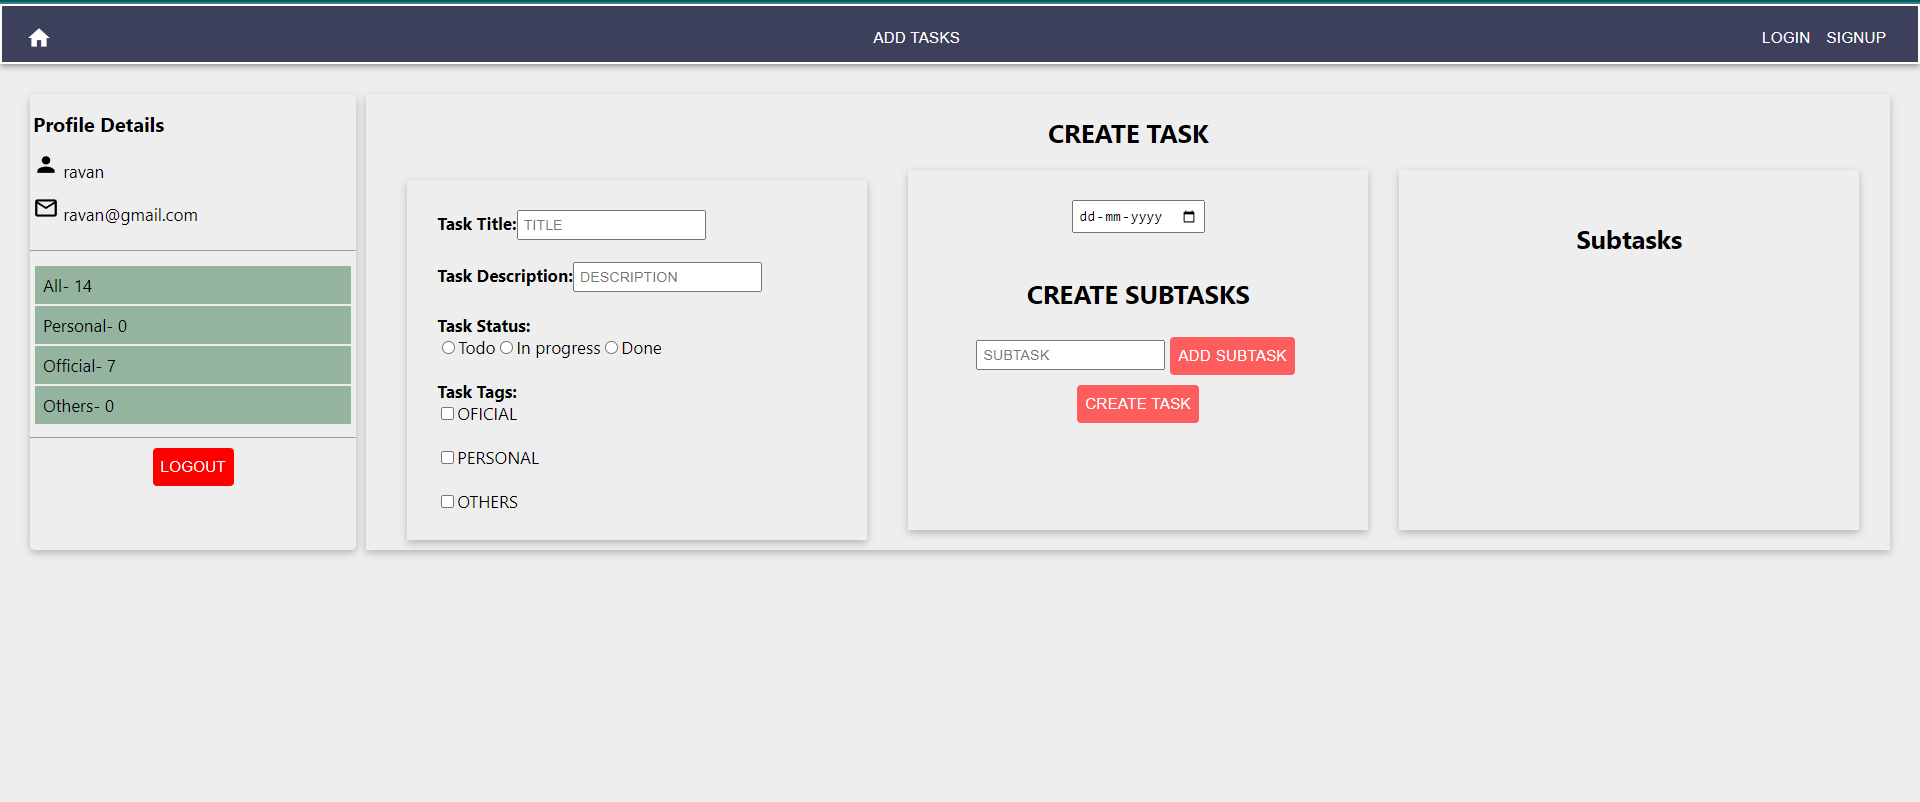 ADD TASKS
LOGIN SIGNUP
Profile Details
ravan
ravan@gmail.com
All- 14
Personal- 0
Official- 7
Others- 0
LOGOUT
CREATE TASK
Task Title: TITLE
Task Description: DESCRIPTION
Task Status:
Todo In progress Done
Task Tags:
OFICIAL
PERSONAL
OTHERS
dd-mm-yyyy
CREATE SUBTASKS
SUBTASK ADD SUBTASK
CREATE TASK
Subtasks